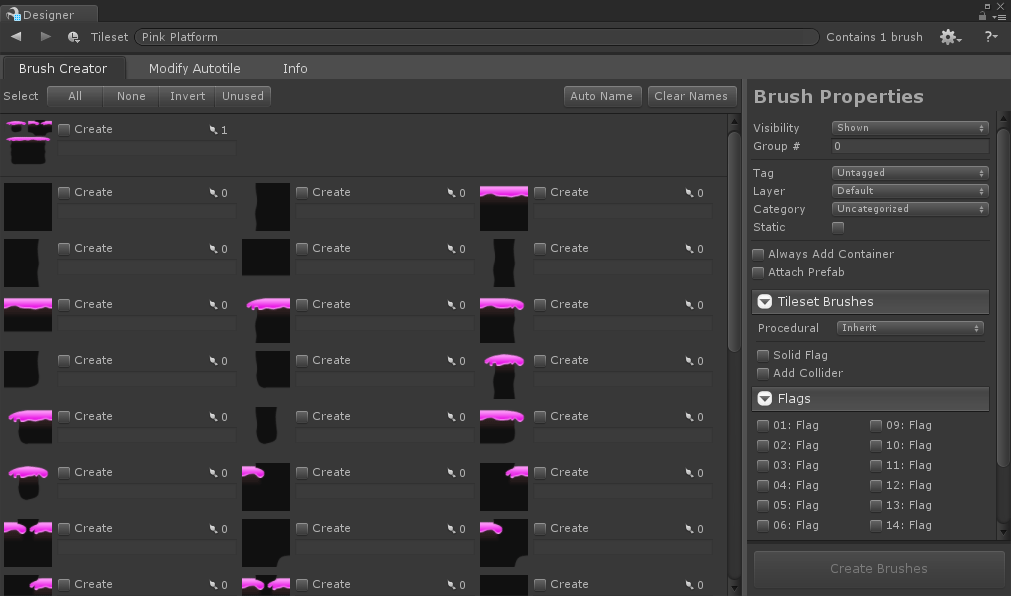 Designer
Tileset Pink Platform Contains 1 brush ?
Brush Creator Modify Autotile Info
Select All None Invert Unused Auto Name Clear Names
Create 1
Create 0 Create 0 Create 0
Create 0 Create 0 Create 0
Create 0 Create 0 Create 0
Create 0 Create 0 Create 0
Create 0 Create 0 Create 0
Create 0 Create 0 Create 0
Create 0 Create 0 Create 0
Create 0 Create 0 Create 0
Brush Properties
Visibility Shown
Group # 0
Tag Untagged
Layer Default
Category Uncategorized
Static
Always Add Container
Attach Prefab
Tileset Brushes
Procedural Inherit
Solid Flag
Add Collider
Flags
01: Flag 09: Flag
02: Flag 10: Flag
03: Flag 11: Flag
04: Flag 12: Flag
05: Flag 13: Flag
06: Flag 14: Flag
Create Brushes